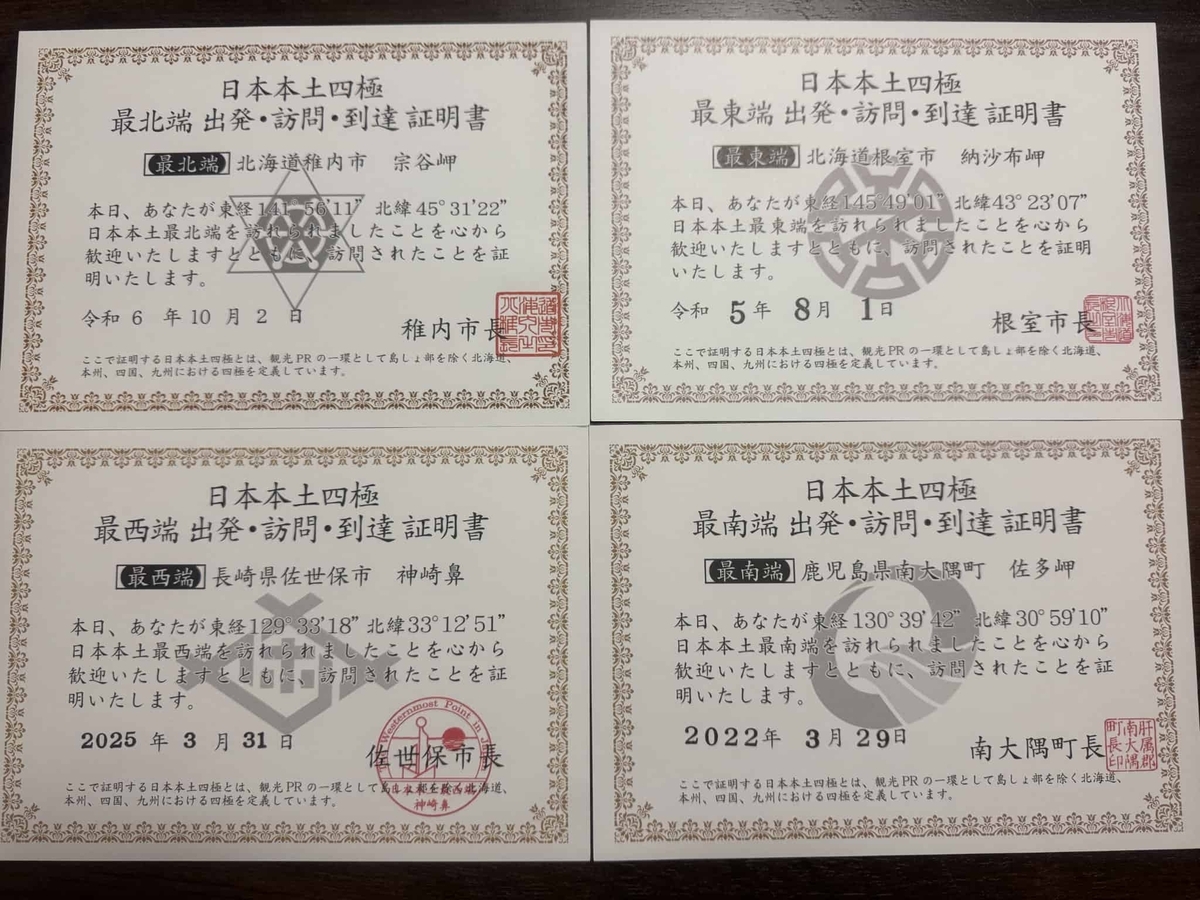 日本本土四極
最北端 出発・訪問・到達 証明書
最北端 北海道稚内市 宗谷岬
本日、あなたが東経141°56'11" 北緯45°31'22"
日本本土最北端を訪れられましたことを心から
歓迎いたしますとともに、訪問されたことを証
明いたします。
令和 6 年 10 月 2 日
稚内市長
ここで証明する日本本土四極とは、観光PRの一環として島しょ部を除く北海道、
本州、四国、九州における四極を定義しています。
日本本土四極
最東端 出発・訪問・到達 証明書
最東端 北海道根室市 納沙布岬
本日、あなたが東経145°49'01" 北緯43°23'07"
日本本土最東端を訪れられましたことを心から
歓迎いたしますとともに、訪問されたことを証明
いたします。
令和 5 年 8 月 1 日
根室市長
ここで証明する日本本土四極とは、観光PRの一環として島しょ部を除く北海道、
本州、四国、九州における四極を定義しています。
日本本土四極
最西端 出発・訪問・到達 証明書
最西端 長崎県佐世保市 神崎鼻
本日、あなたが東経129°33'18" 北緯33°12'51"
日本本土最西端を訪れられましたことを心から
歓迎いたしますとともに、訪問されたことを証
明いたします。
2025 年 3 月 31 日
佐世保市長
Westernmost Point in
神崎鼻
ここで証明する日本本土四極とは、観光PRの一環として島しょ部を除く北海道、
本州、四国、九州における四極を定義しています。
日本本土四極
最南端 出発・訪問・到達 証明書
最南端 鹿児島県南大隅町 佐多岬
本日、あなたが東経130°39'42" 北緯30°59'10"
日本本土最南端を訪れられましたことを心から
歓迎いたしますとともに、訪問されたことを証
明いたします。
2022年 3月 29日
南大隅町長
肝属郡
南大隅
町長印
ここで証明する日本本土四極とは、観光PRの一環として島しょ部を除く北海道、
本州、四国、九州における四極を定義しています。